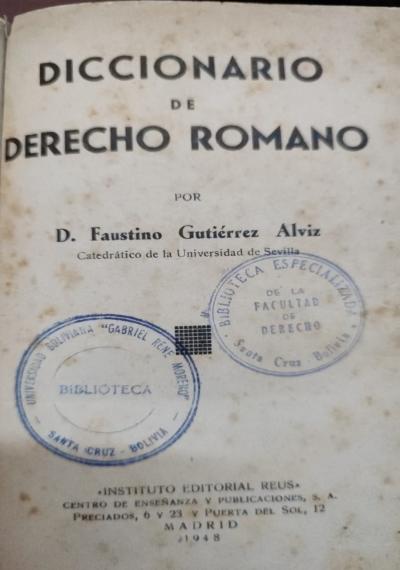 DICCIONARIO
DE
DERECHO ROMANO
POR
D. Faustino Gutiérrez Alviz
Catedrático de la Universidad de Sevilla
BIBLIOTECA ESPECIALIZADA
DE LA
FACULTAD
DE
DERECHO
Santa Cruz - Bolivia
UNIVERSIDAD BOLIVIANA "GABRIEL RENE MORENO"
BIBLIOTECA
SANTA CRUZ - BOLIVIA
«INSTITUTO EDITORIAL REUS»
CENTRO DE ENSEÑANZA Y PUBLICACIONES, S. A.
PRECIADOS, 6 Y 23 Y PUERTA DEL SOL, 12
MADRID
1948